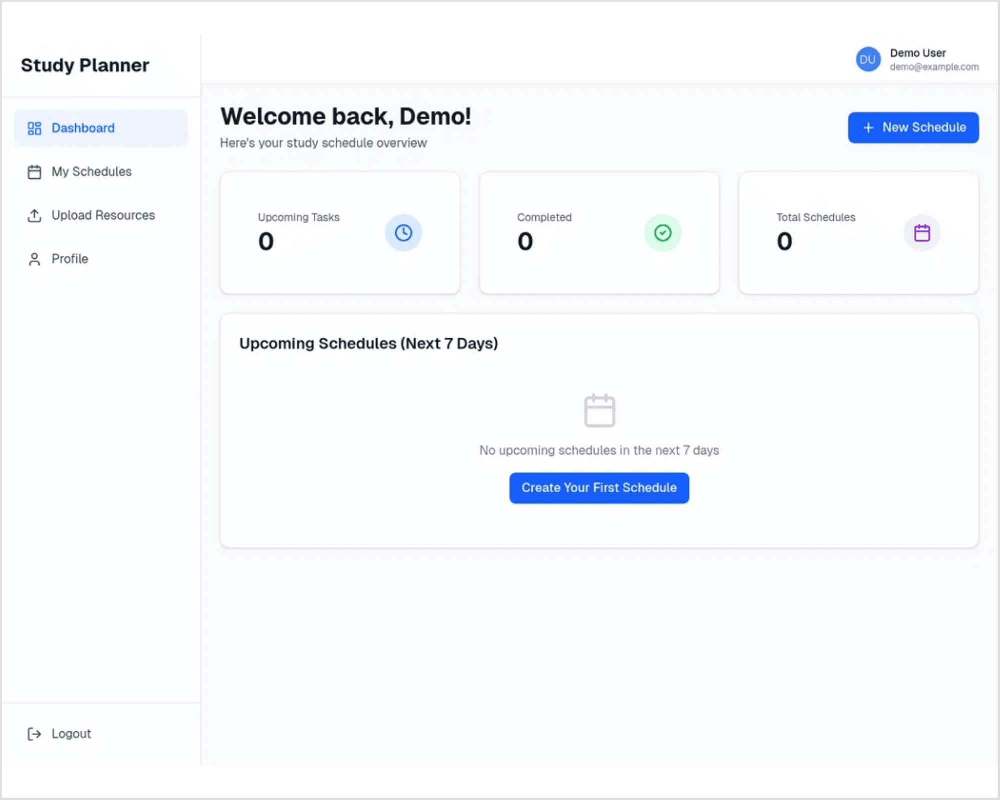 Study Planner
DU
Demo User
demo@example.com
Dashboard
My Schedules
Upload Resources
Profile
Logout
Welcome back, Demo!
Here's your study schedule overview
New Schedule
Upcoming Tasks
0
Completed
0
Total Schedules
0
Upcoming Schedules (Next 7 Days)
No upcoming schedules in the next 7 days
Create Your First Schedule